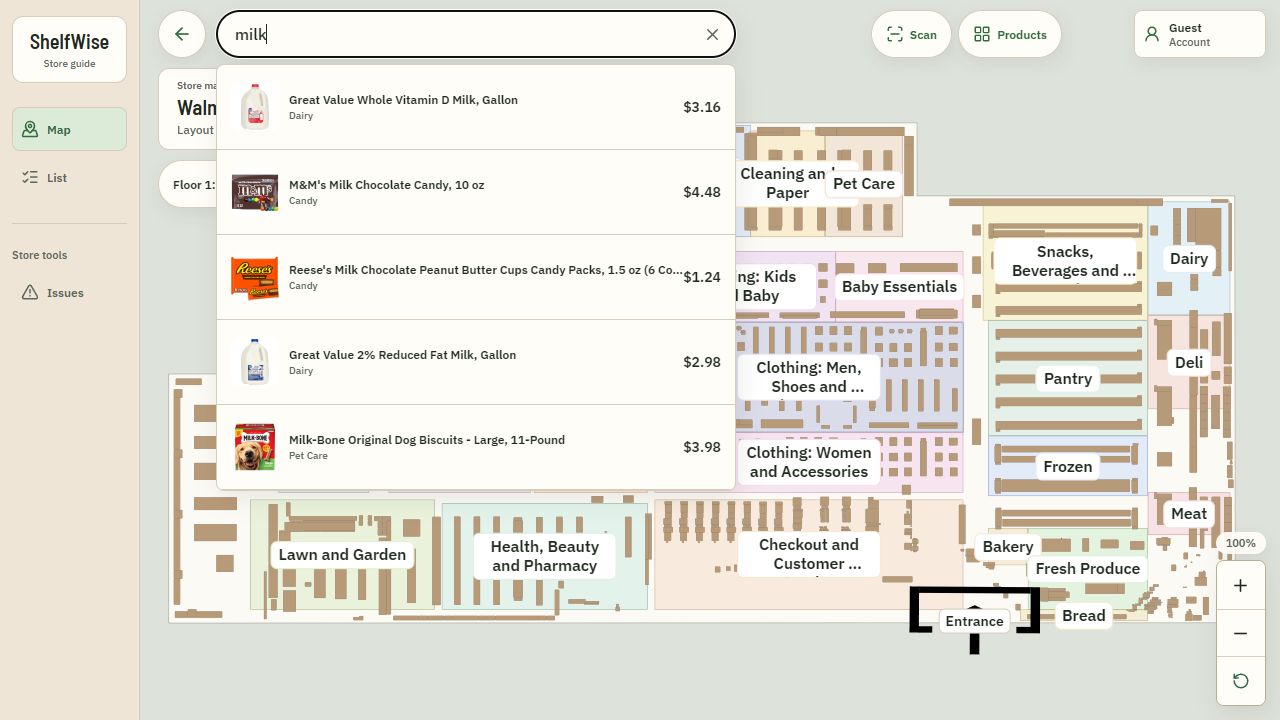 ShelfWise
Store guide
Map
List
Store tools
Issues
milk
Scan
Products
Guest
Account
Store ma
Waln
Layout
Floor 1:
Great Value Whole Vitamin D Milk, Gallon
Dairy
$3.16
M&M's Milk Chocolate Candy, 10 oz
Candy
$4.48
Reese's Milk Chocolate Peanut Butter Cups Candy Packs, 1.5 oz (6 Co...
Candy
$1.24
Great Value 2% Reduced Fat Milk, Gallon
Dairy
$2.98
Milk-Bone Original Dog Biscuits - Large, 11-Pound
Pet Care
$3.98
Cleaning an
Paper
Pet Care
Snacks,
Beverages and ...
Dairy
ng: Kids
Baby
Baby Essentials
Clothing: Men,
Shoes and ...
Pantry
Deli
Clothing: Women
and Accessories
Frozen
Meat
Lawn and Garden
Health, Beauty
and Pharmacy
Checkout and
Customer ...
Bakery
Fresh Produce
Entrance
Bread
100%